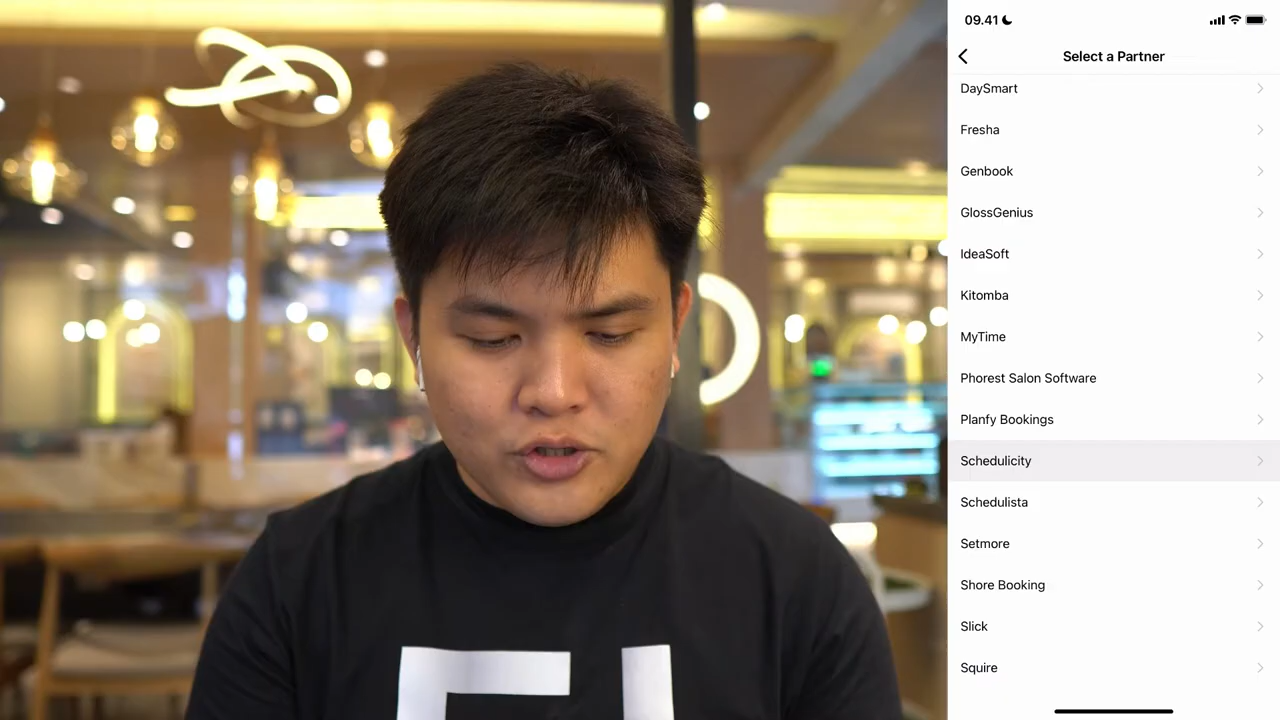 09.41
Select a Partner
DaySmart
Fresha
Genbook
GlossGenius
IdeaSoft
Kitomba
MyTime
Phorest Salon Software
Planfy Bookings
Schedulicity
Schedulista
Setmore
Shore Booking
Slick
Squire